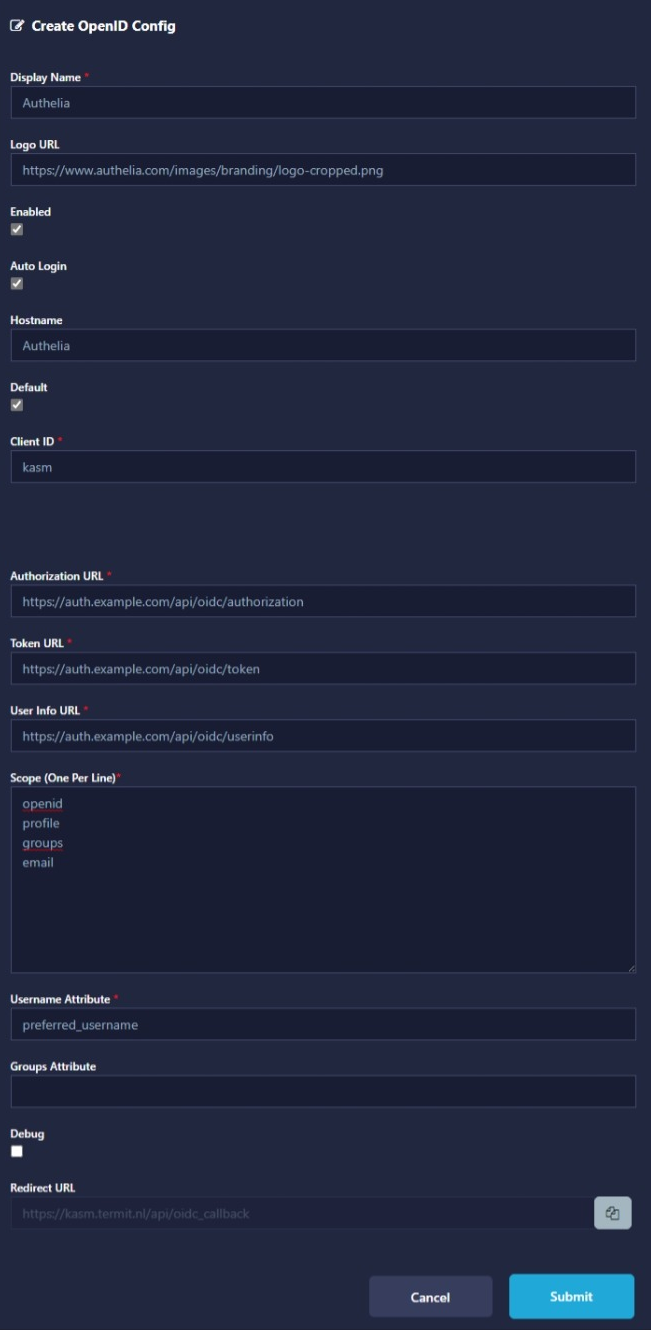 Create OpenID Config
Display Name *
Authelia
Logo URL
https://www.authelia.com/images/branding/logo-cropped.png
Enabled
Auto Login
Hostname
Authelia
Default
Client ID *
kasm
Authorization URL *
https://auth.example.com/api/oidc/authorization
Token URL *
https://auth.example.com/api/oidc/token
User Info URL *
https://auth.example.com/api/oidc/userinfo
Scope (One Per Line)*
openid
profile
groups
email
Username Attribute *
preferred_username
Groups Attribute
Debug
Redirect URL
https://kasm.termit.nl/api/oidc_callback
Cancel Submit